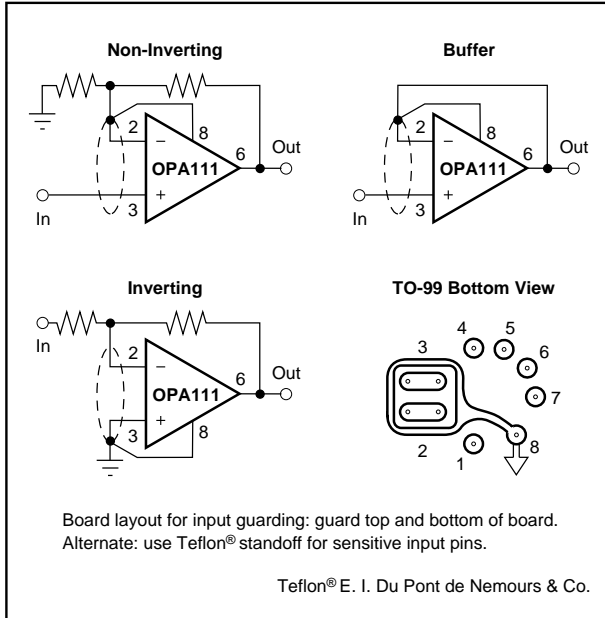 Non-Inverting
2
−
8
6
Out
OPA111
+
3
In
Buffer
2
−
8
6
Out
OPA111
+
3
In
Inverting
In
2
−
6
Out
OPA111
+
3
8
TO-99 Bottom View
4
5
3
6
7
2
1
8
Board layout for input guarding: guard top and bottom of board.
Alternate: use Teflon® standoff for sensitive input pins.
Teflon® E. I. Du Pont de Nemours & Co.